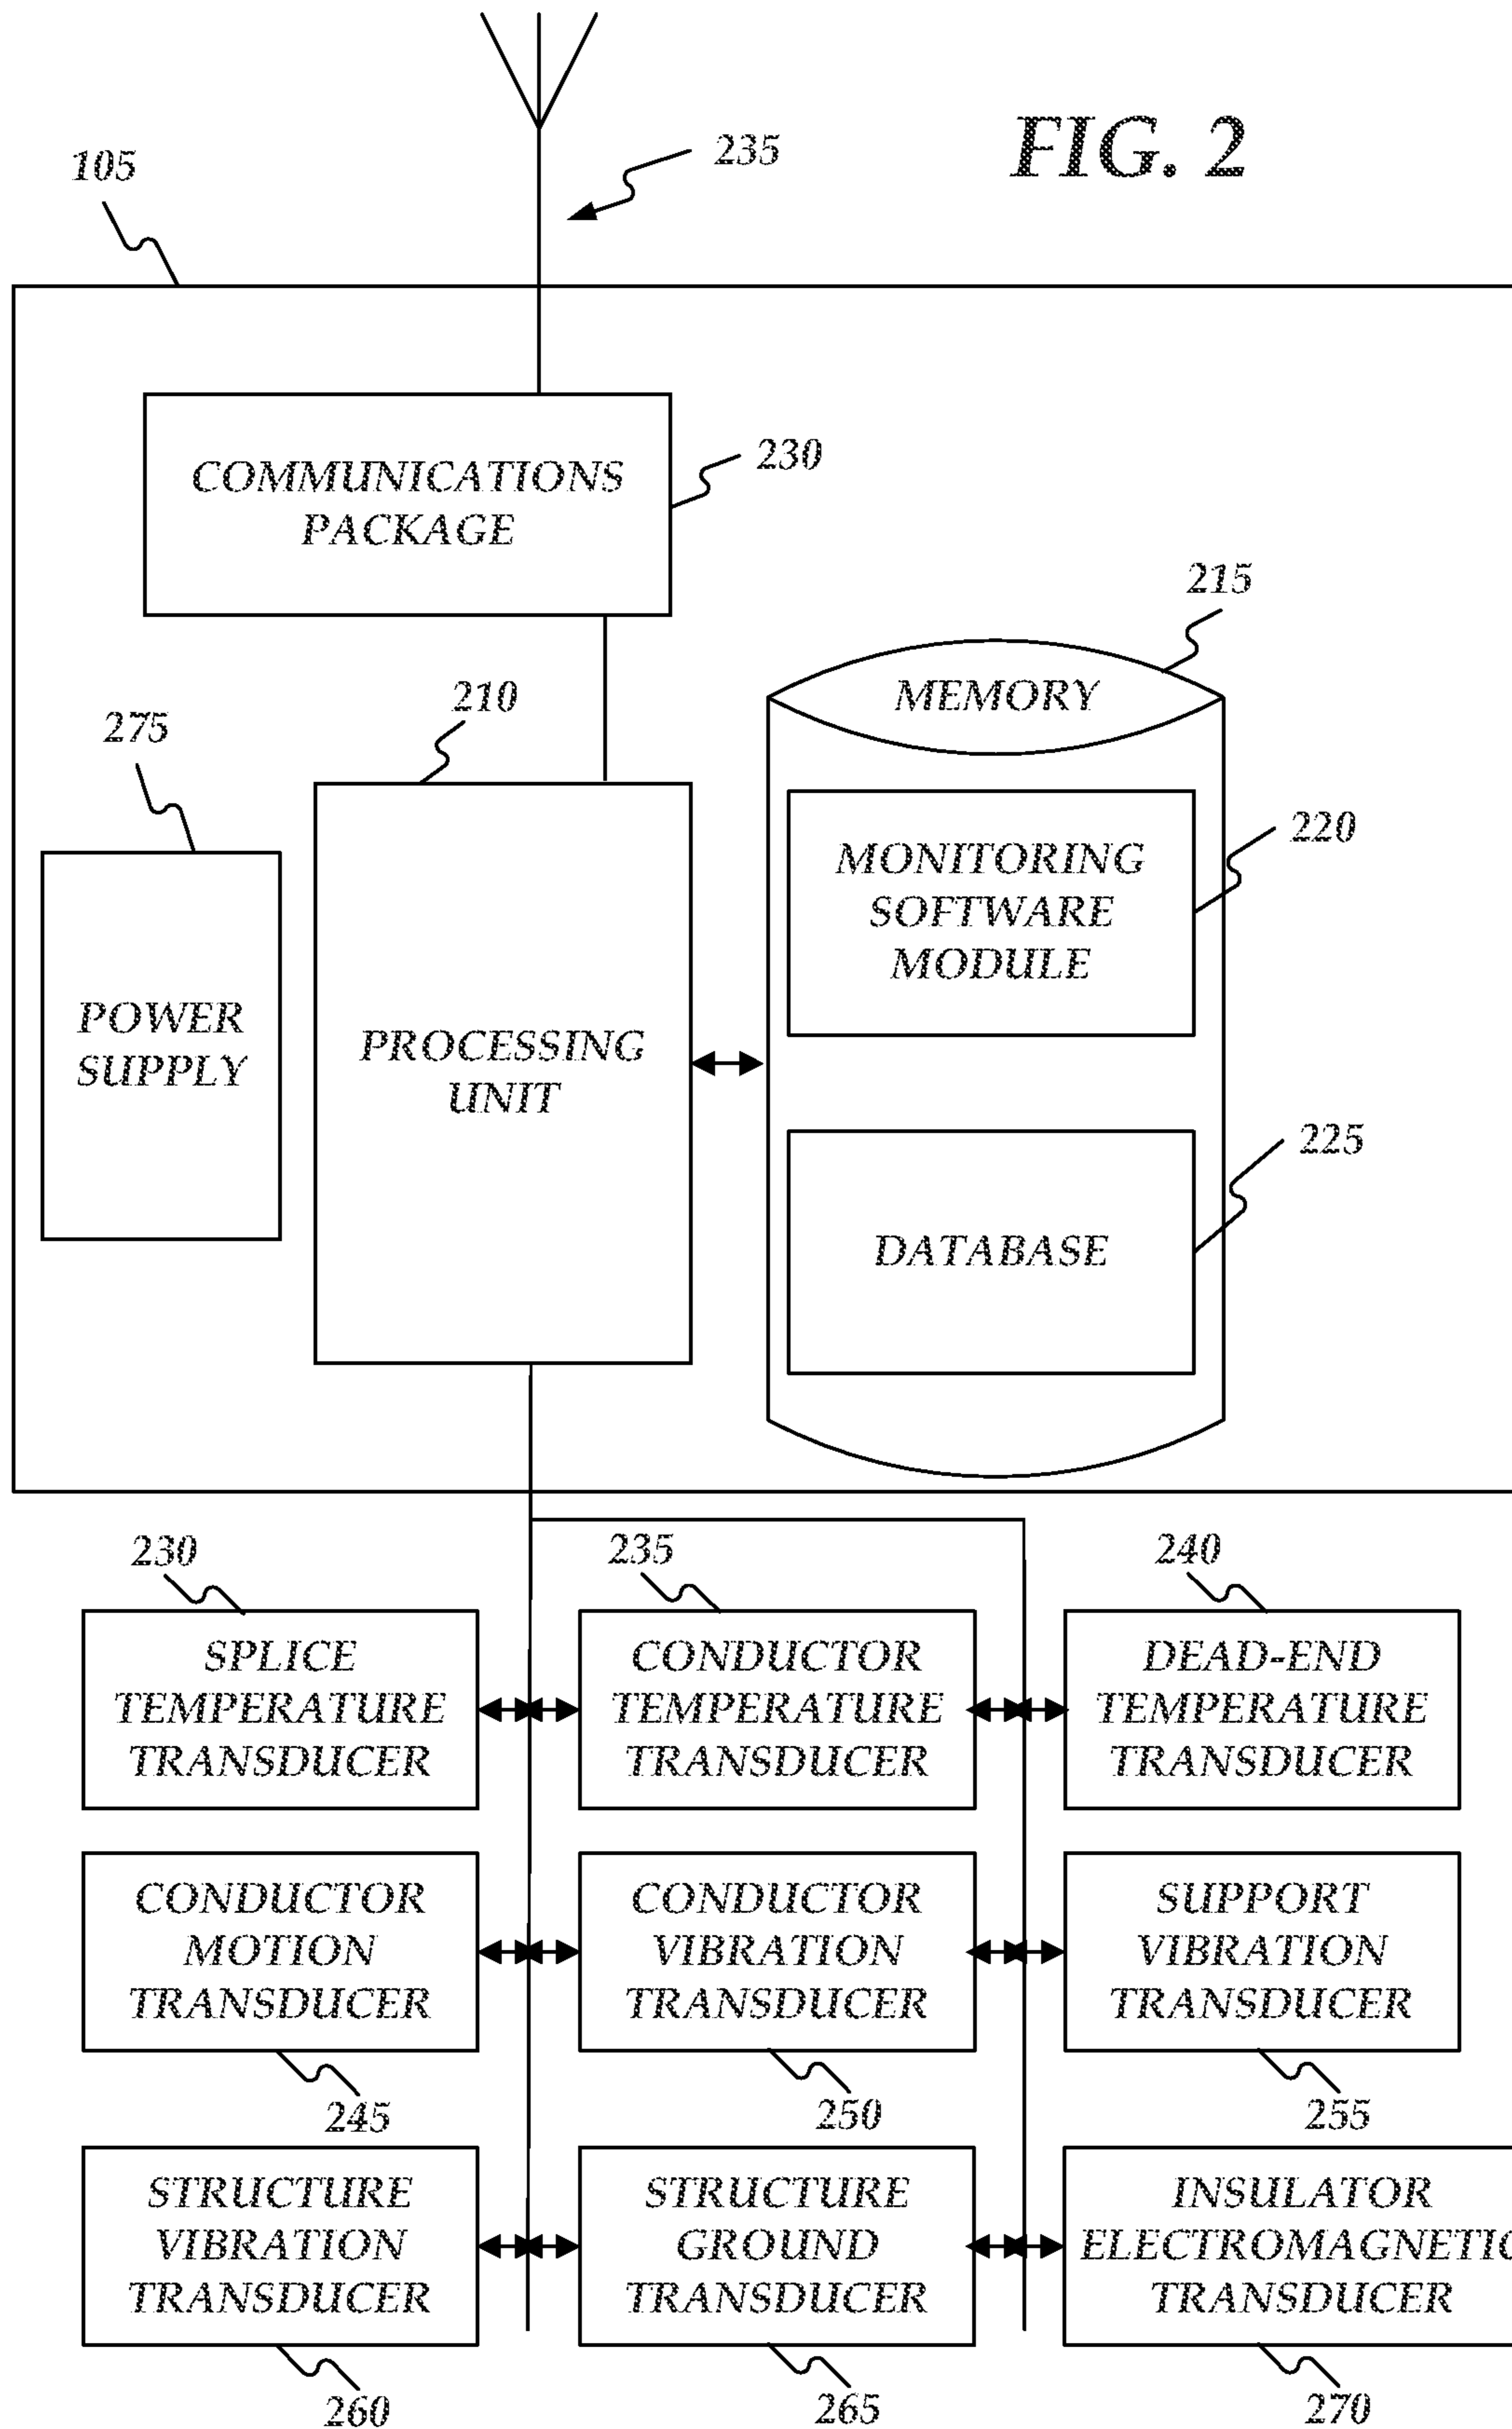 FIG. 2
105
235
COMMUNICATIONS
PACKAGE
230
215
MEMORY
210
275
MONITORING
SOFTWARE
MODULE
220
POWER
SUPPLY
PROCESSING
UNIT
225
DATABASE
230
235
240
SPLICE
TEMPERATURE
TRANSDUCER
CONDUCTOR
TEMPERATURE
TRANSDUCER
DEAD-END
TEMPERATURE
TRANSDUCER
CONDUCTOR
MOTION
TRANSDUCER
CONDUCTOR
VIBRATION
TRANSDUCER
SUPPORT
VIBRATION
TRANSDUCER
245
250
255
STRUCTURE
VIBRATION
TRANSDUCER
STRUCTURE
GROUND
TRANSDUCER
INSULATOR
ELECTROMAGNETIC
TRANSDUCER
260
265
270